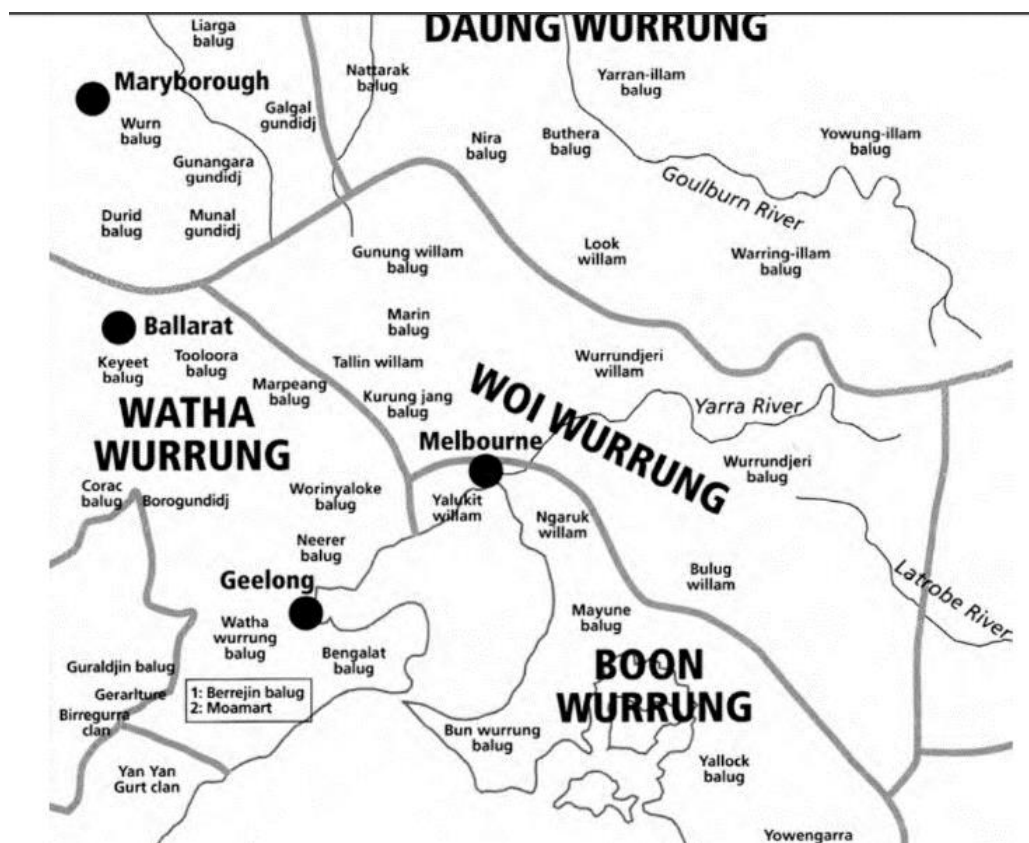 DAUNG WURRUNG
Liarga
balug
Nattarak
balug
Yarran-illam
balug
Maryborough
Wurn
balug
Galgal
gundidj
Nira
balug
Buthera
balug
Yowung-illam
balug
Gunangara
gundidj
Goulburn River
Durid
balug
Munal
gundidj
Gunung willam
balug
Look
willam
Warring-illam
balug
Marin
balug
Ballarat
Keyeet
balug
Tooloora
balug
Tallin willam
Wurrundjeri
willam
Marpeang
balug
Kurung jang
balug
WOI WURRUNG
Yarra River
WATHA
WURRUNG
Melbourne
Wurrundjeri
balug
Corac
balug
Borogundidj
Worinyaloke
balug
Yalukit
willam
Ngaruk
willam
Neerer
balug
Bulug
willam
Latrobe River
Geelong
Watha
wurrung
balug
Mayune
balug
Bengalat
balug
BOON
WURRUNG
Guraldjin balug
Gerarlture
1: Berrejin balug
2: Moamart
Birregurra
clan
Bun wurrung
balug
Yan Yan
Gurt clan
Yallock
balug
Yowengarra